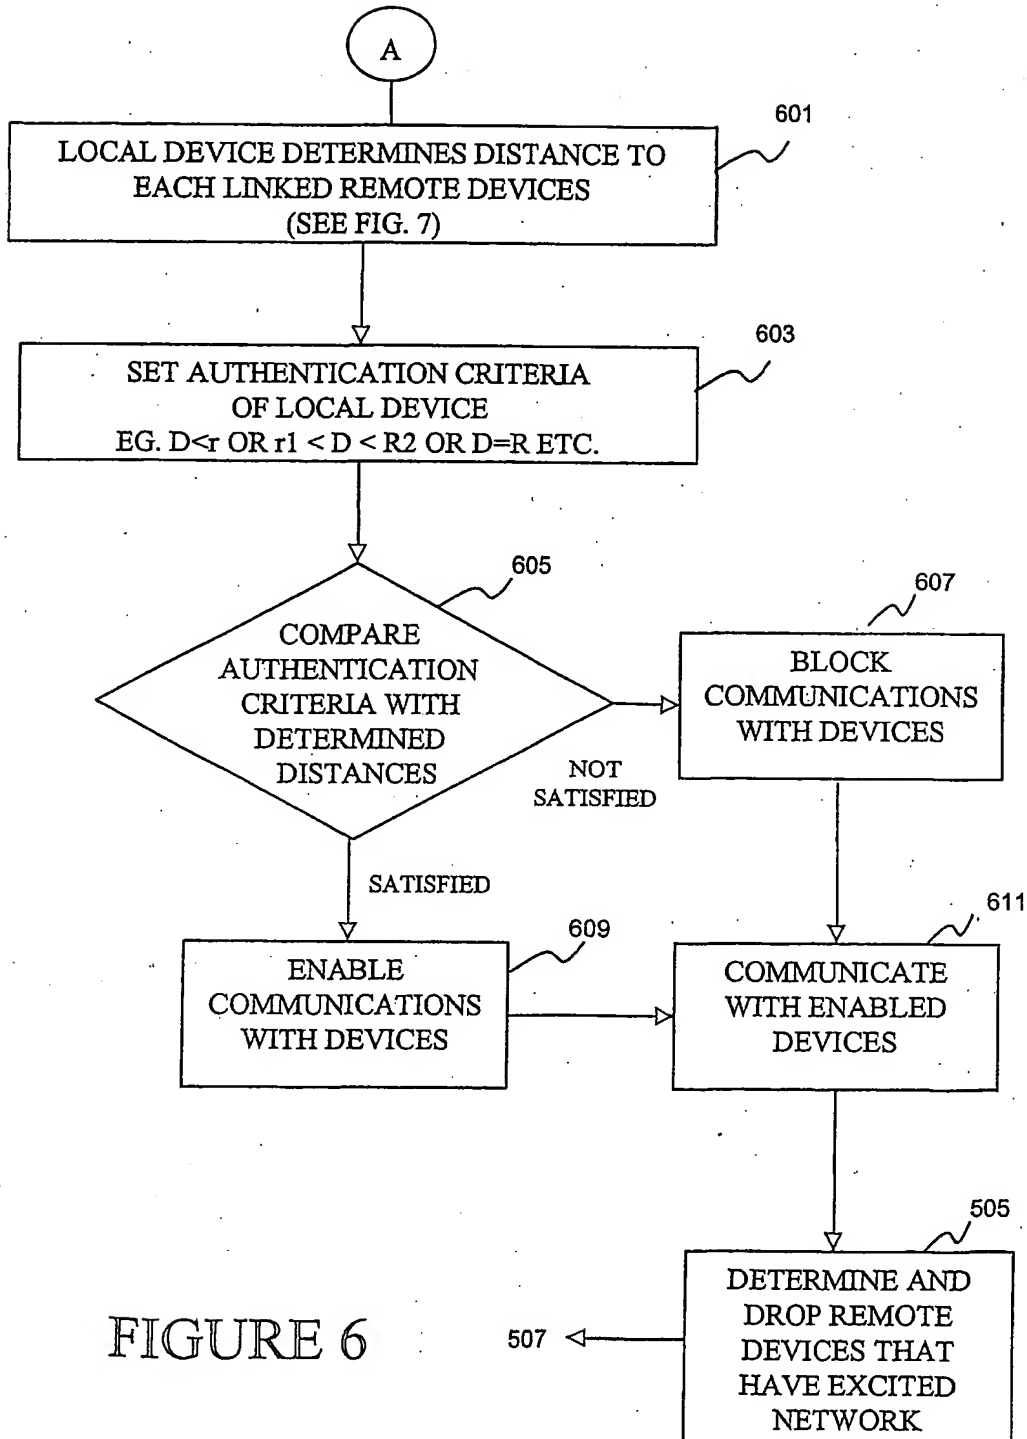 A
601
LOCAL DEVICE DETERMINES DISTANCE TO
EACH LINKED REMOTE DEVICES
(SEE FIG. 7)
603
SET AUTHENTICATION CRITERIA
OF LOCAL DEVICE
EG. D<r OR r1 < D < R2 OR D=R ETC.
605
COMPARE
AUTHENTICATION
CRITERIA WITH
DETERMINED
DISTANCES
607
BLOCK
COMMUNICATIONS
WITH DEVICES
NOT
SATISFIED
SATISFIED
609
ENABLE
COMMUNICATIONS
WITH DEVICES
611
COMMUNICATE
WITH ENABLED
DEVICES
505
DETERMINE AND
DROP REMOTE
DEVICES THAT
HAVE EXCITED
NETWORK
507
FIGURE 6